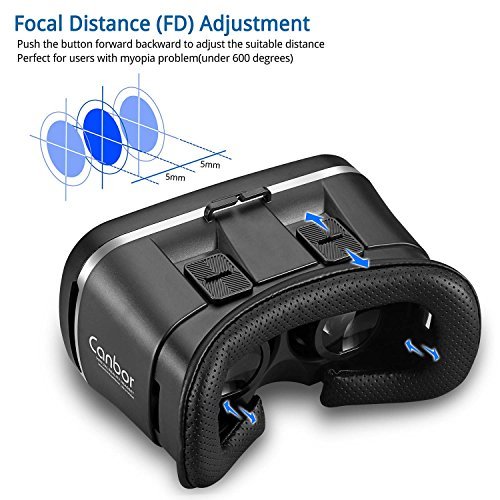 Focal Distance (FD) Adjustment
Push the button forward backward to adjust the suitable distance
Perfect for users with myopia problem(under 600 degrees)
5mm
5mm
Canbor